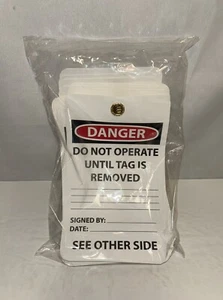 DANGER
DO NOT OPERATE
UNTIL TAG IS
REMOVED
SIGNED BY:
DATE:
SEE OTHER SIDE